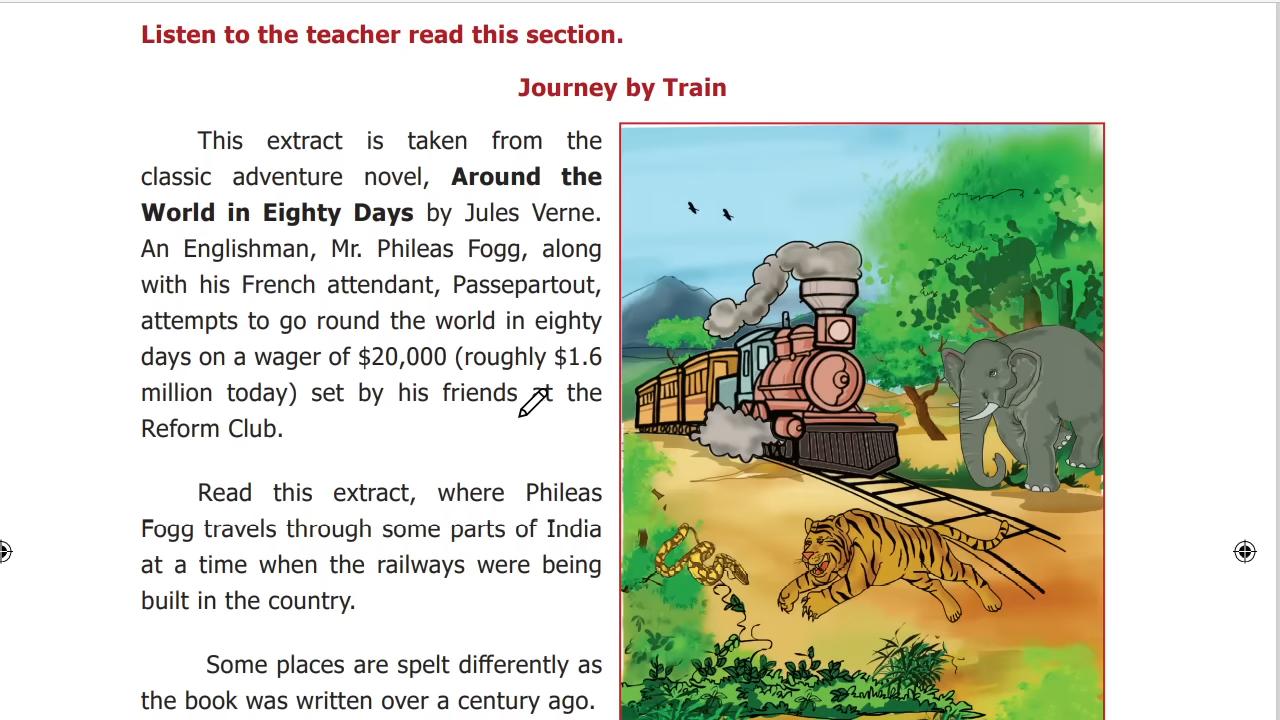 Listen to the teacher read this section.
Journey by Train
This extract is taken from the
classic adventure novel, Around the
World in Eighty Days by Jules Verne.
An Englishman, Mr. Phileas Fogg, along
with his French attendant, Passepartout,
attempts to go round the world in eighty
days on a wager of $20,000 (roughly $1.6
million today) set by his friends at the
Reform Club.
Read this extract, where Phileas
Fogg travels through some parts of India
at a time when the railways were being
built in the country.
Some places are spelt differently as
the book was written over a century ago.